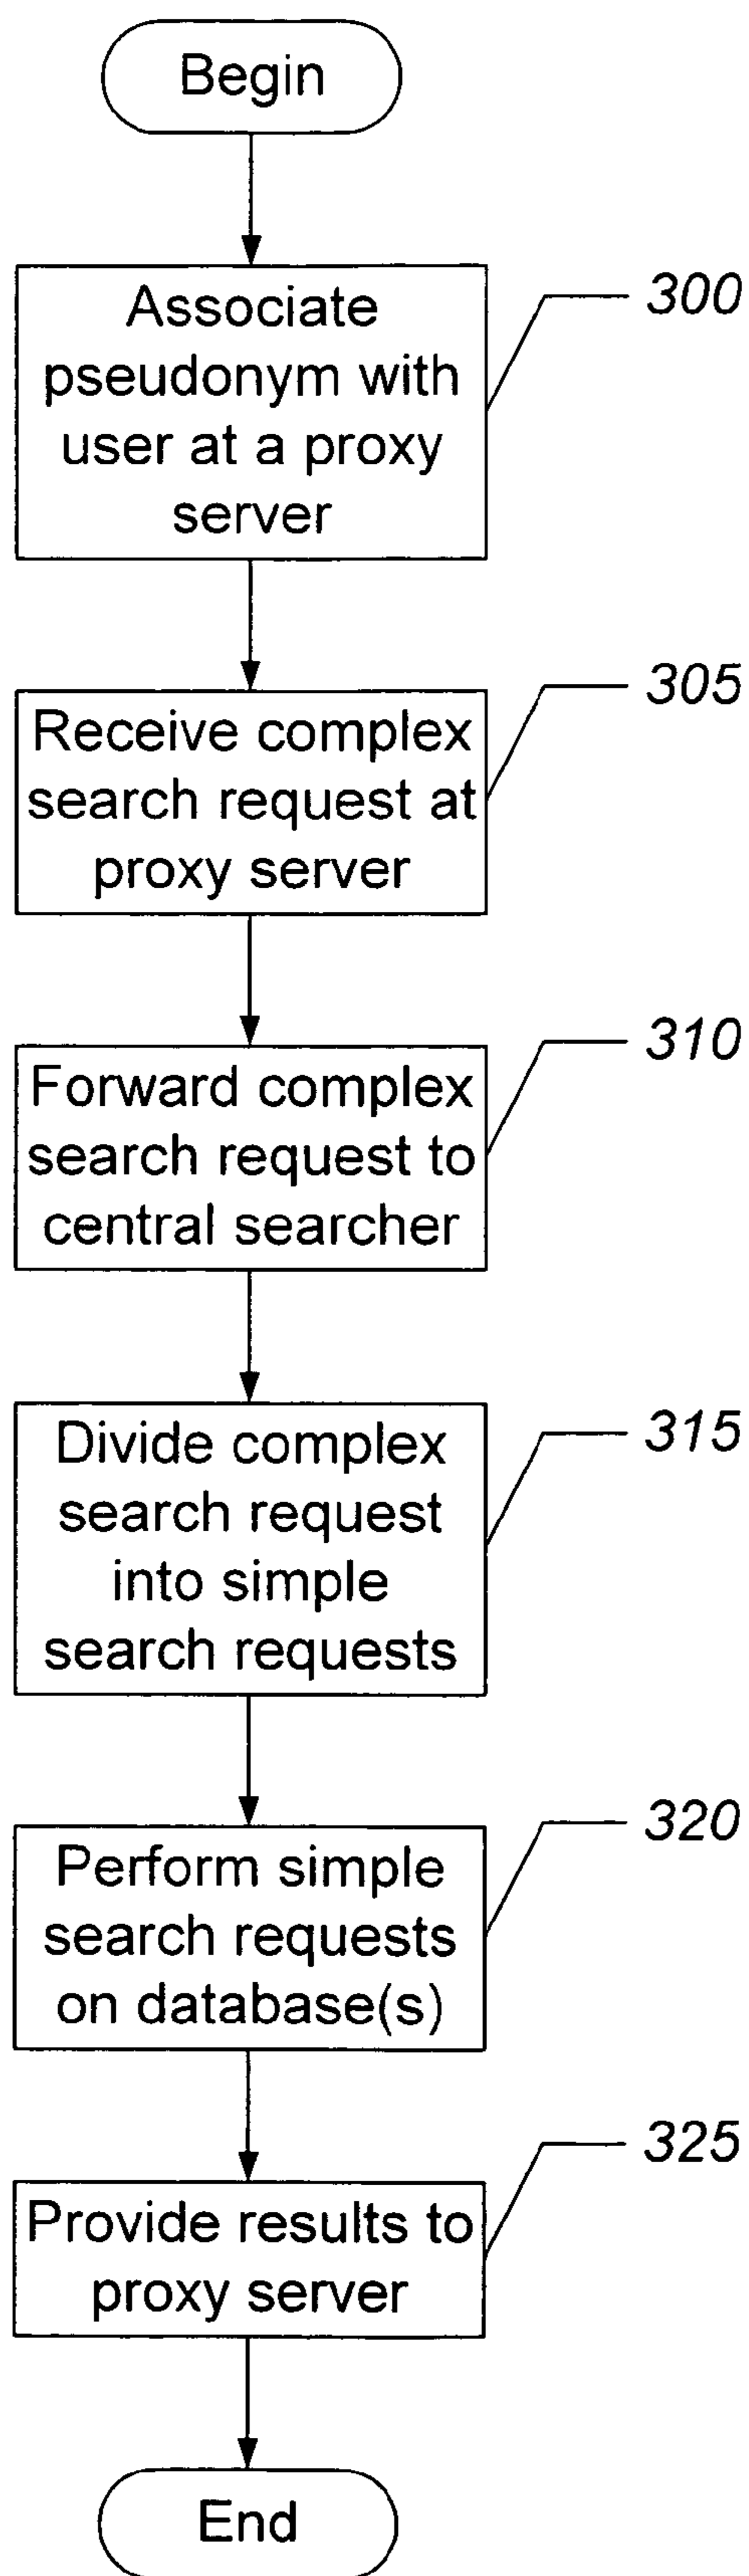 Begin
Associate
pseudonym with
user at a proxy
server
300
Receive complex
search request at
proxy server
305
Forward complex
search request to
central searcher
310
Divide complex
search request
into simple
search requests
315
Perform simple
search requests
on database(s)
320
Provide results to
proxy server
325
End